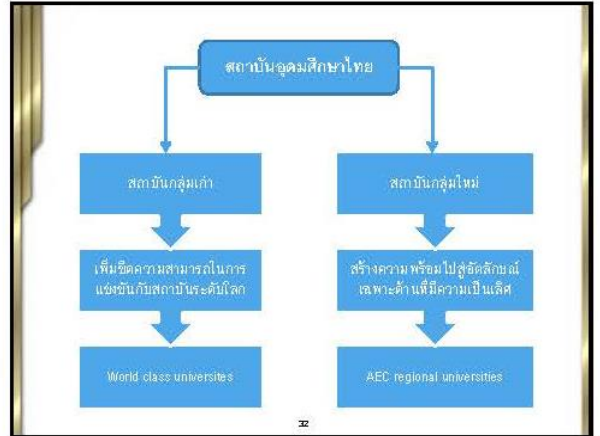 สถาบันอุดมศึกษาไทย
สถาบันกลุ่มเก่า
สถาบันกลุ่มใหม่
เพิ่มขีดความสามารถในการ
แข่งขันกับสถาบันระดับโลก
สร้างความพร้อมไปสู่อัตลักษณ์
เฉพาะด้านที่มีความเป็นเลิศ
World class universites
AEC regional universities
32